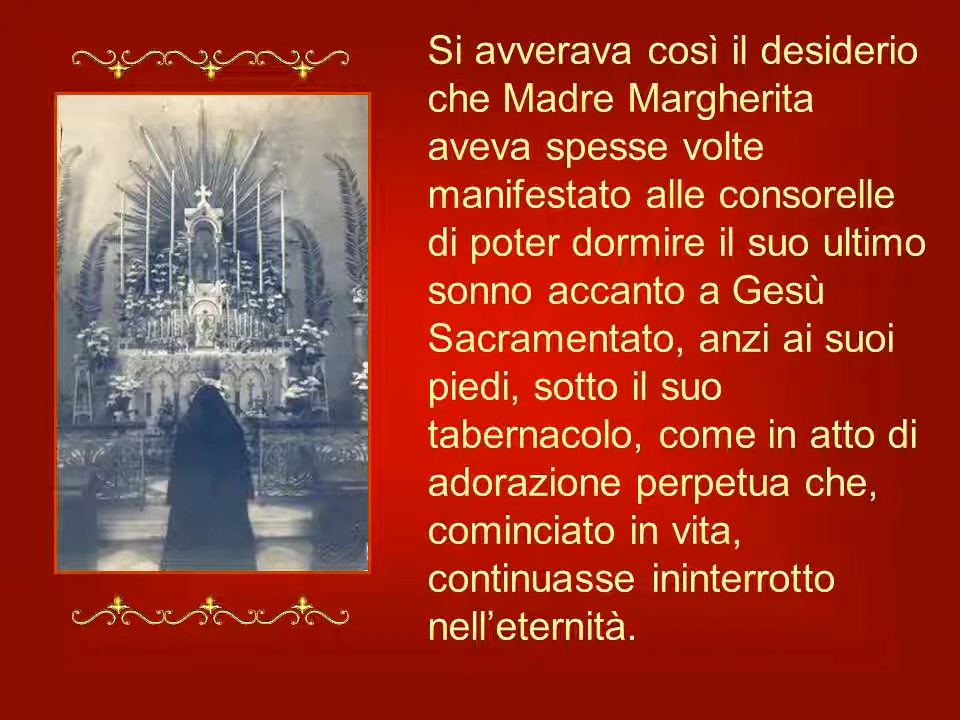 Si avverava così il desiderio
che Madre Margherita
aveva spesse volte
manifestato alle consorelle
di poter dormire il suo ultimo
sonno accanto a Gesù
Sacramentato, anzi ai suoi
piedi, sotto il suo
tabernacolo, come in atto di
adorazione perpetua che,
cominciato in vita,
continuasse ininterrotto
nell’eternità.